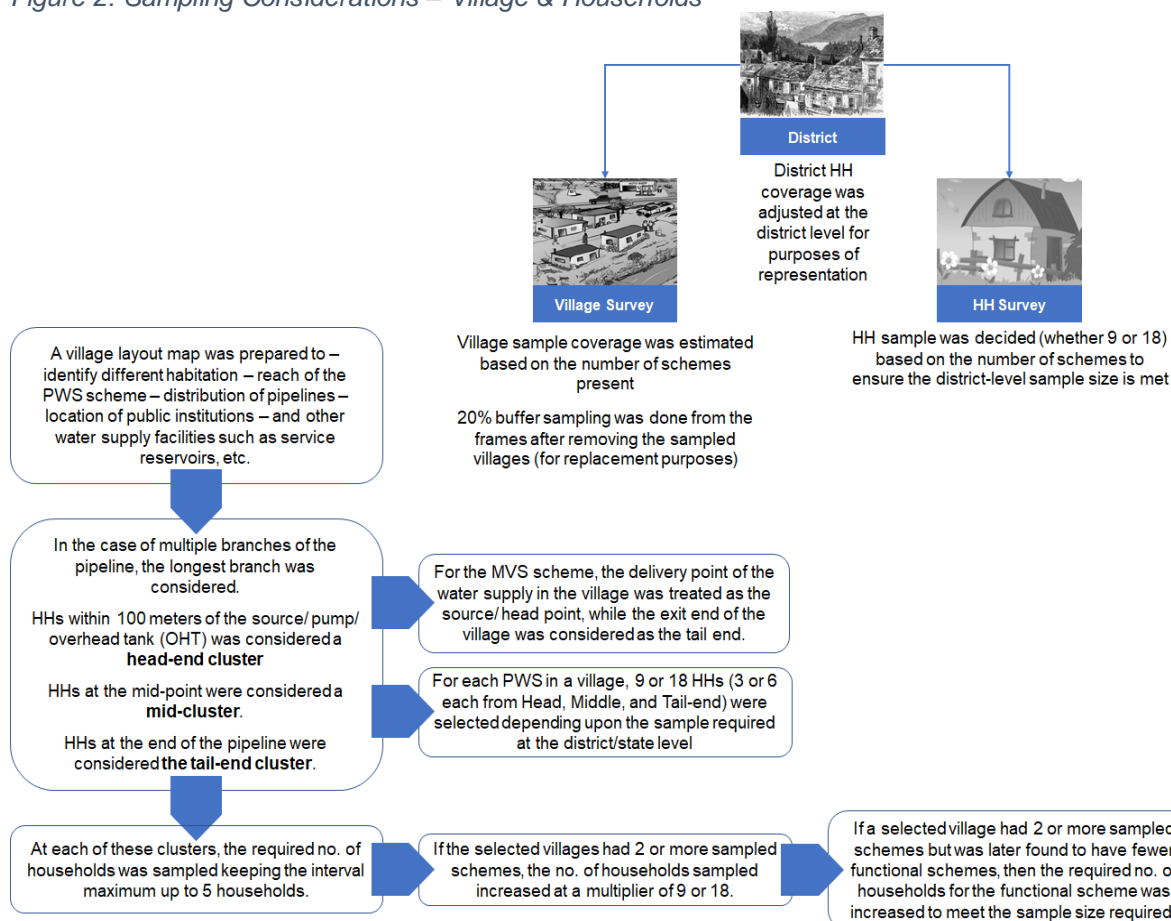 Figure 2: Sampling Considerations – Village & Households
District
District HH
coverage was
adjusted at the
district level for
purposes of
representation
Village Survey
Village sample coverage was estimated
based on the number of schemes
present
20% buffer sampling was done from the
frames after removing the sampled
villages (for replacement purposes)
HH Survey
HH sample was decided (whether 9 or 18)
based on the number of schemes to
ensure the district-level sample size is met
A village layout map was prepared to –
identify different habitation – reach of the
PWS scheme – distribution of pipelines –
location of public institutions – and other
water supply facilities such as service
reservoirs, etc.
In the case of multiple branches of the
pipeline, the longest branch was
considered.
HHs within 100 meters of the source/ pump/
overhead tank (OHT) was considered a
head-end cluster
HHs at the mid-point were considered a
mid-cluster.
HHs at the end of the pipeline were
considered the tail-end cluster.
For the MVS scheme, the delivery point of the
water supply in the village was treated as the
source/ head point, while the exit end of the
village was considered as the tail end.
For each PWS in a village, 9 or 18 HHs (3 or 6
each from Head, Middle, and Tail-end) were
selected depending upon the sample required
at the district/state level
At each of these clusters, the required no. of
households was sampled keeping the interval
maximum up to 5 households.
If the selected villages had 2 or more sampled
schemes, the no. of households sampled
increased at a multiplier of 9 or 18.
If a selected village had 2 or more sampled
schemes but was later found to have fewer
functional schemes, then the required no. of
households for the functional scheme was
increased to meet the sample size required